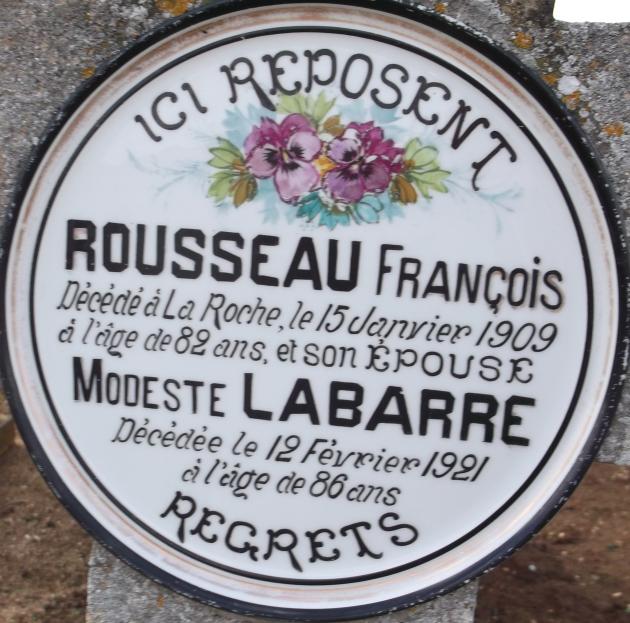 ICI REPOSENT
ROUSSEAU FRANÇOIS
Décédé à La Roche, le 15 Janvier 1909
à l'âge de 82 ans, et son ÉPOUSE
MODESTE LABARRE
Décédée le 12 Février 1921
à l'âge de 86 ans
REGRETS